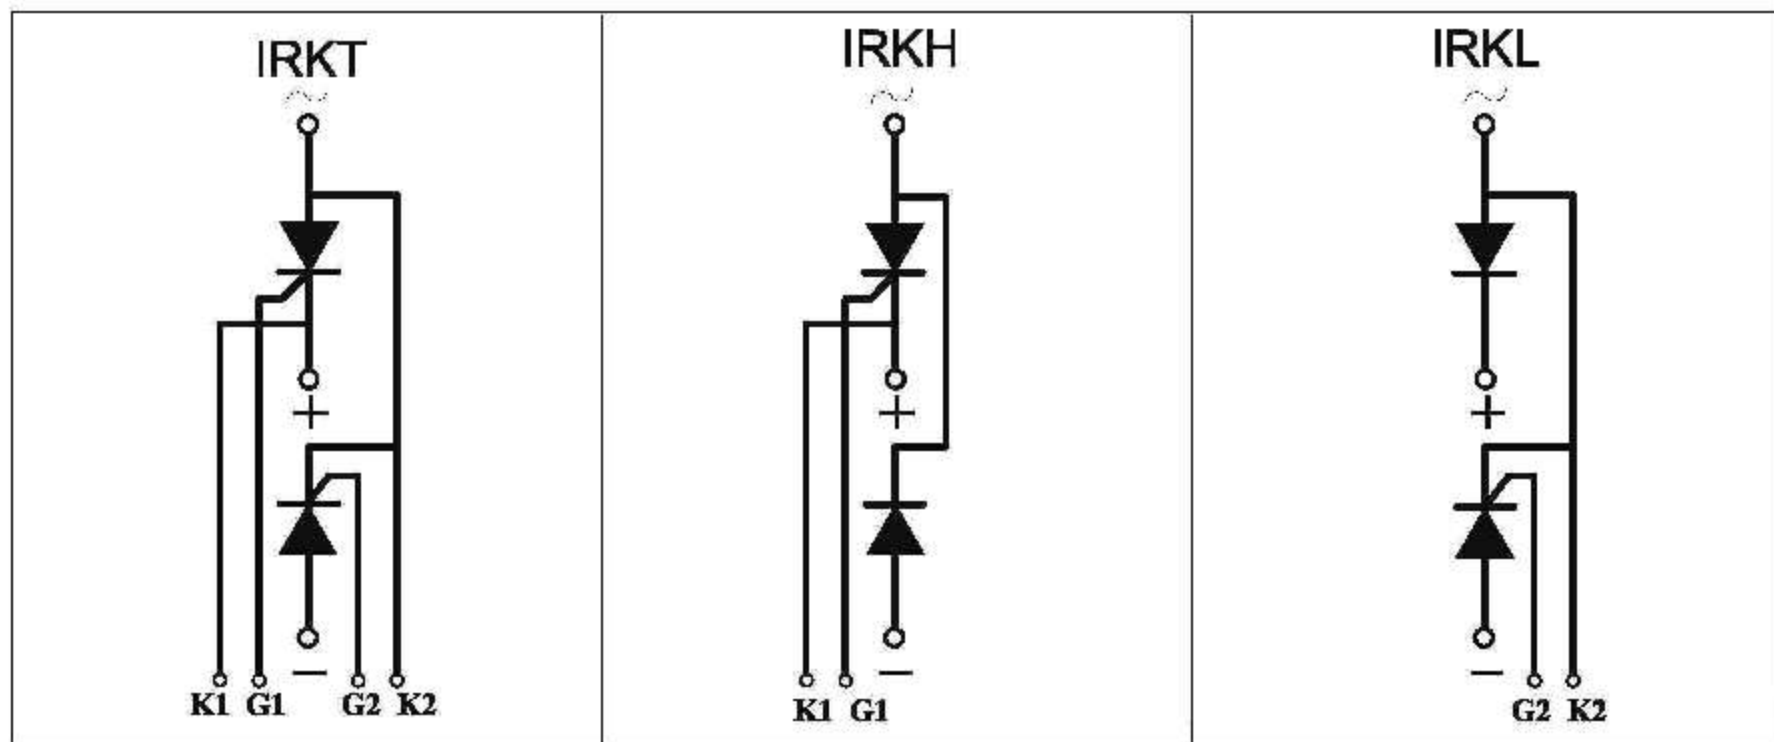 IRKT
~
+
−
K1 G1 G2 K2
IRKH
~
+
−
K1 G1
IRKL
~
+
−
G2 K2